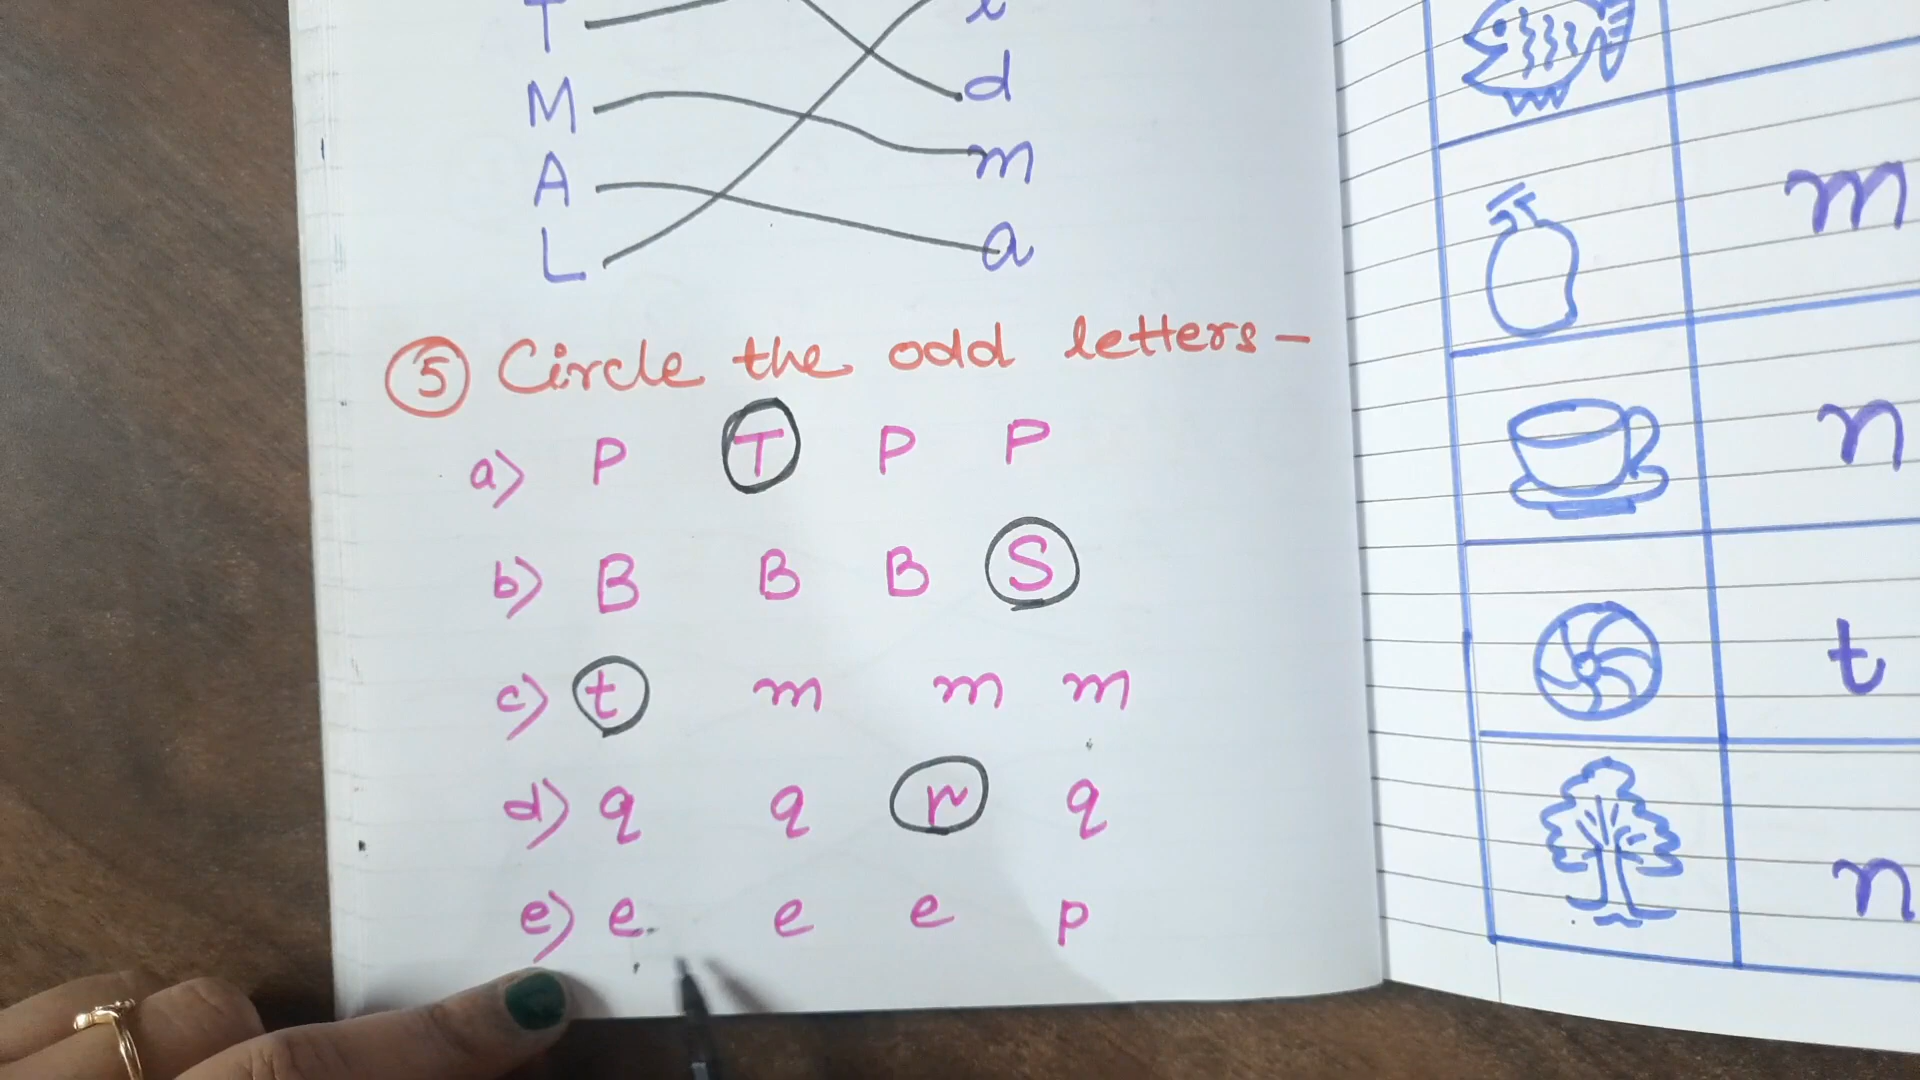 T
M d
A m
L a
5 Circle the odd letters -
a) P T P P
b) B B B S
c) t m m m
d) q q r q
e) e e e p
m
n
t
n